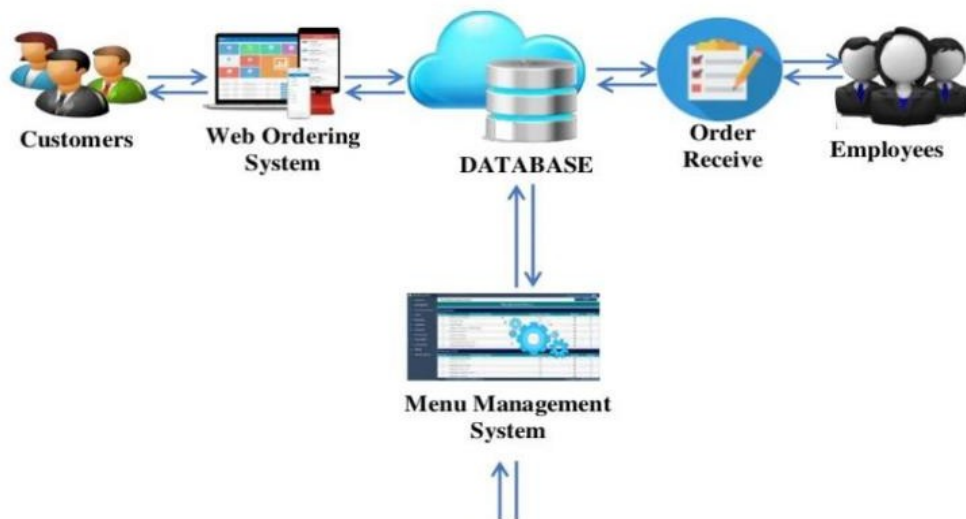 Customers
Web Ordering
System
DATABASE
Order
Receive
Employees
Menu Management
System